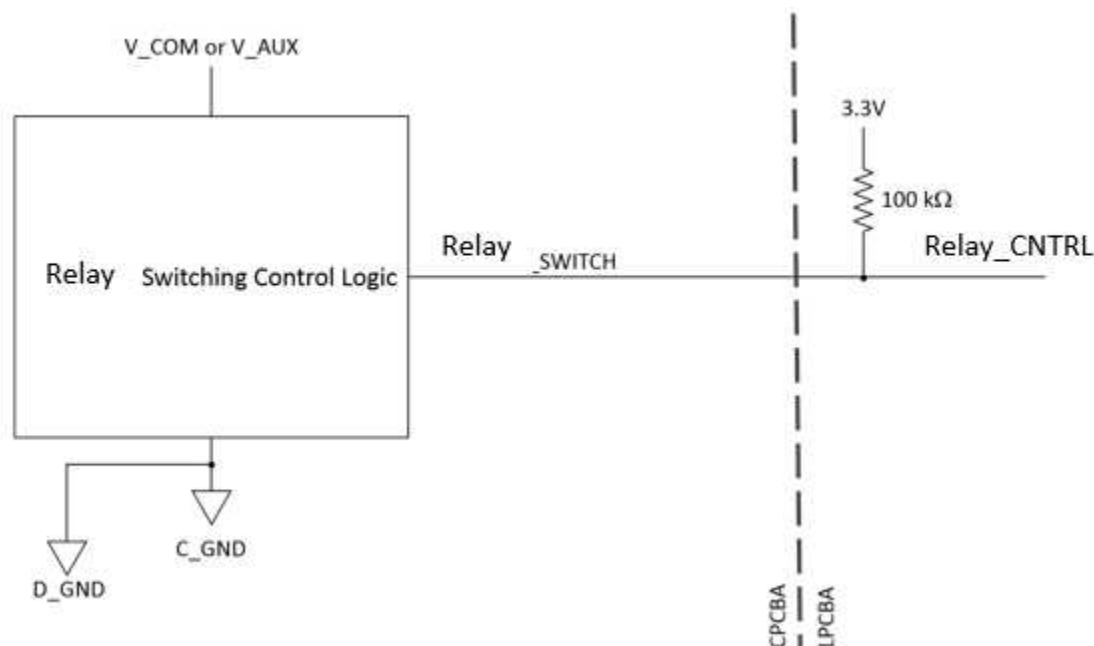 V_COM or V_AUX
3.3V
100 kΩ
Relay Switching Control Logic
Relay _SWITCH
Relay_CNTRL
C_GND
D_GND
CPCBA
LPCBA